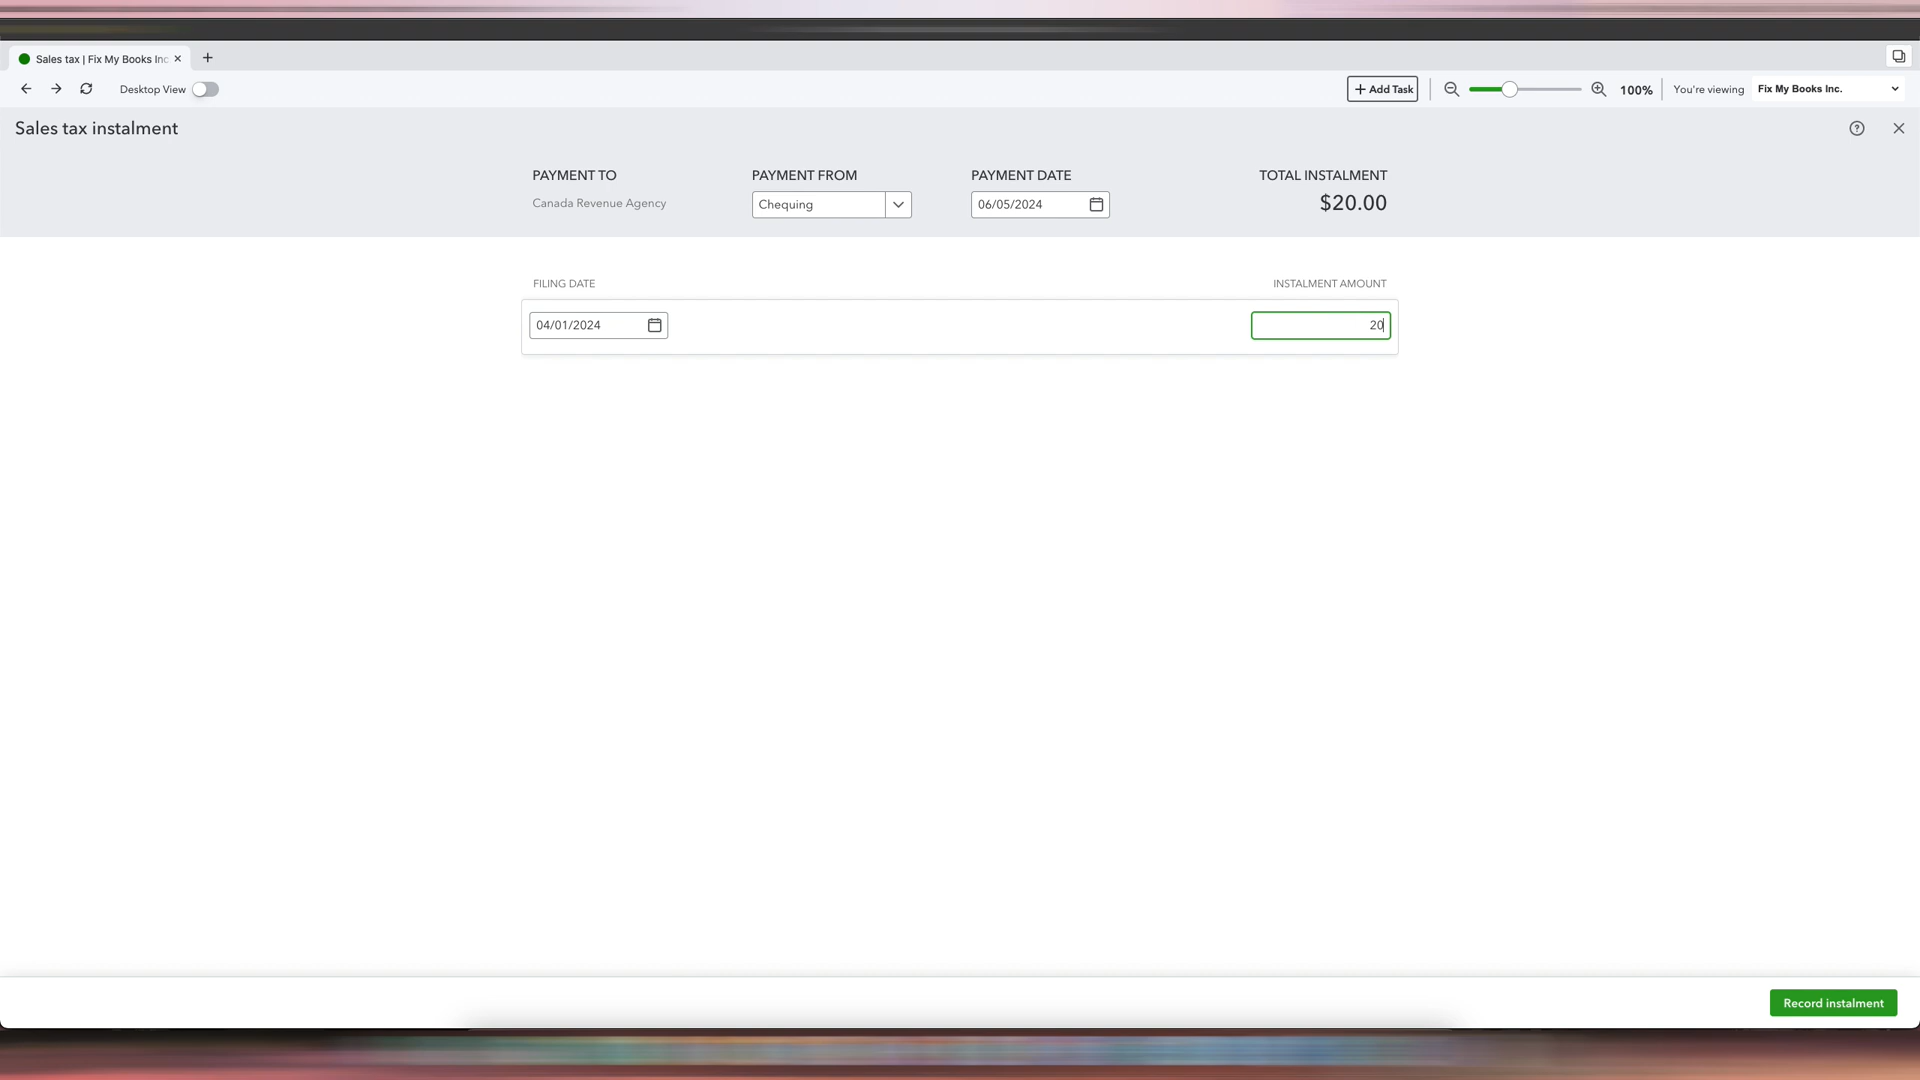 Sales tax | Fix My Books Inc
Desktop View
Add Task
100%
You're viewing
Fix My Books Inc.
Sales tax instalment
PAYMENT TO
PAYMENT FROM
PAYMENT DATE
TOTAL INSTALMENT
Canada Revenue Agency
Chequing
06/05/2024
$20.00
FILING DATE
INSTALMENT AMOUNT
04/01/2024
20
Record instalment